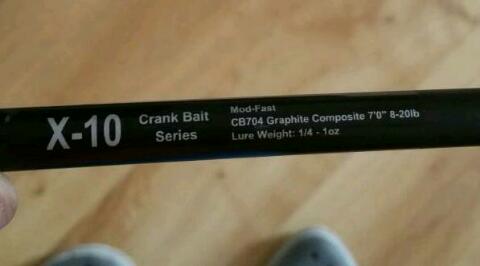 X-10
Crank Bait
Series
Mod-Fast
CB704 Graphite Composite 7'0" 8-20lb
Lure Weight: 1/4 - 1oz